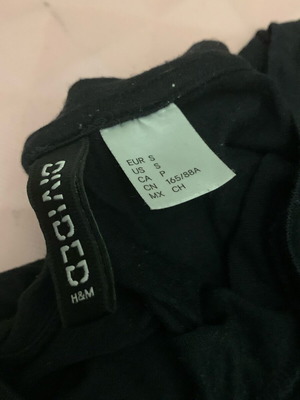 EUR S
US S
CA P
CN 165/88A
MX CH
DIVIDED
H&M